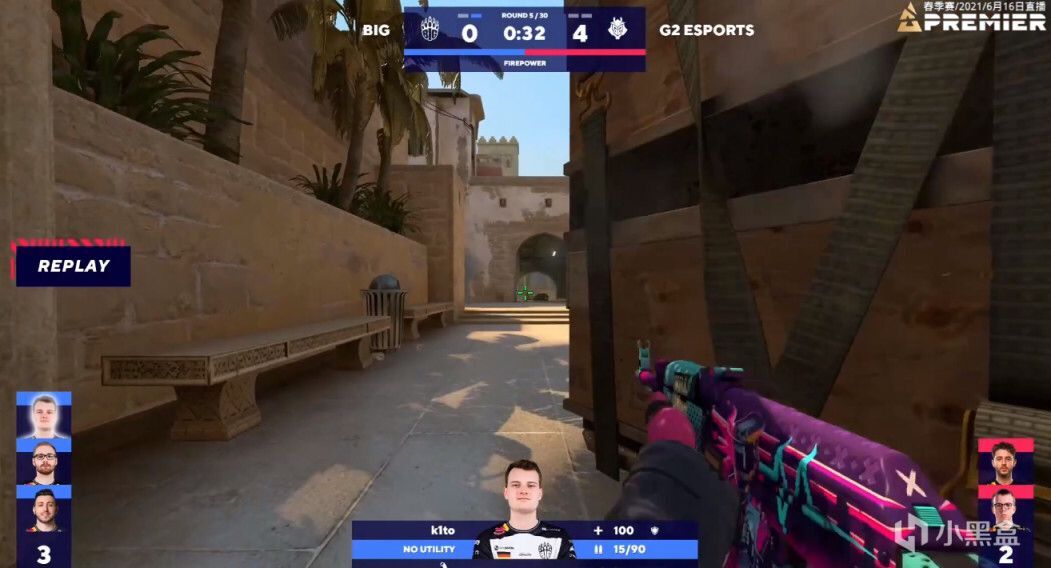 春季赛/2021/6月16日直播
PREMIER
BIG
0
ROUND 5 / 30
0:32
4
G2 ESPORTS
FIREPOWER
REPLAY
3
k1to
100
NO UTILITY
15/90
X
小黑盒
2